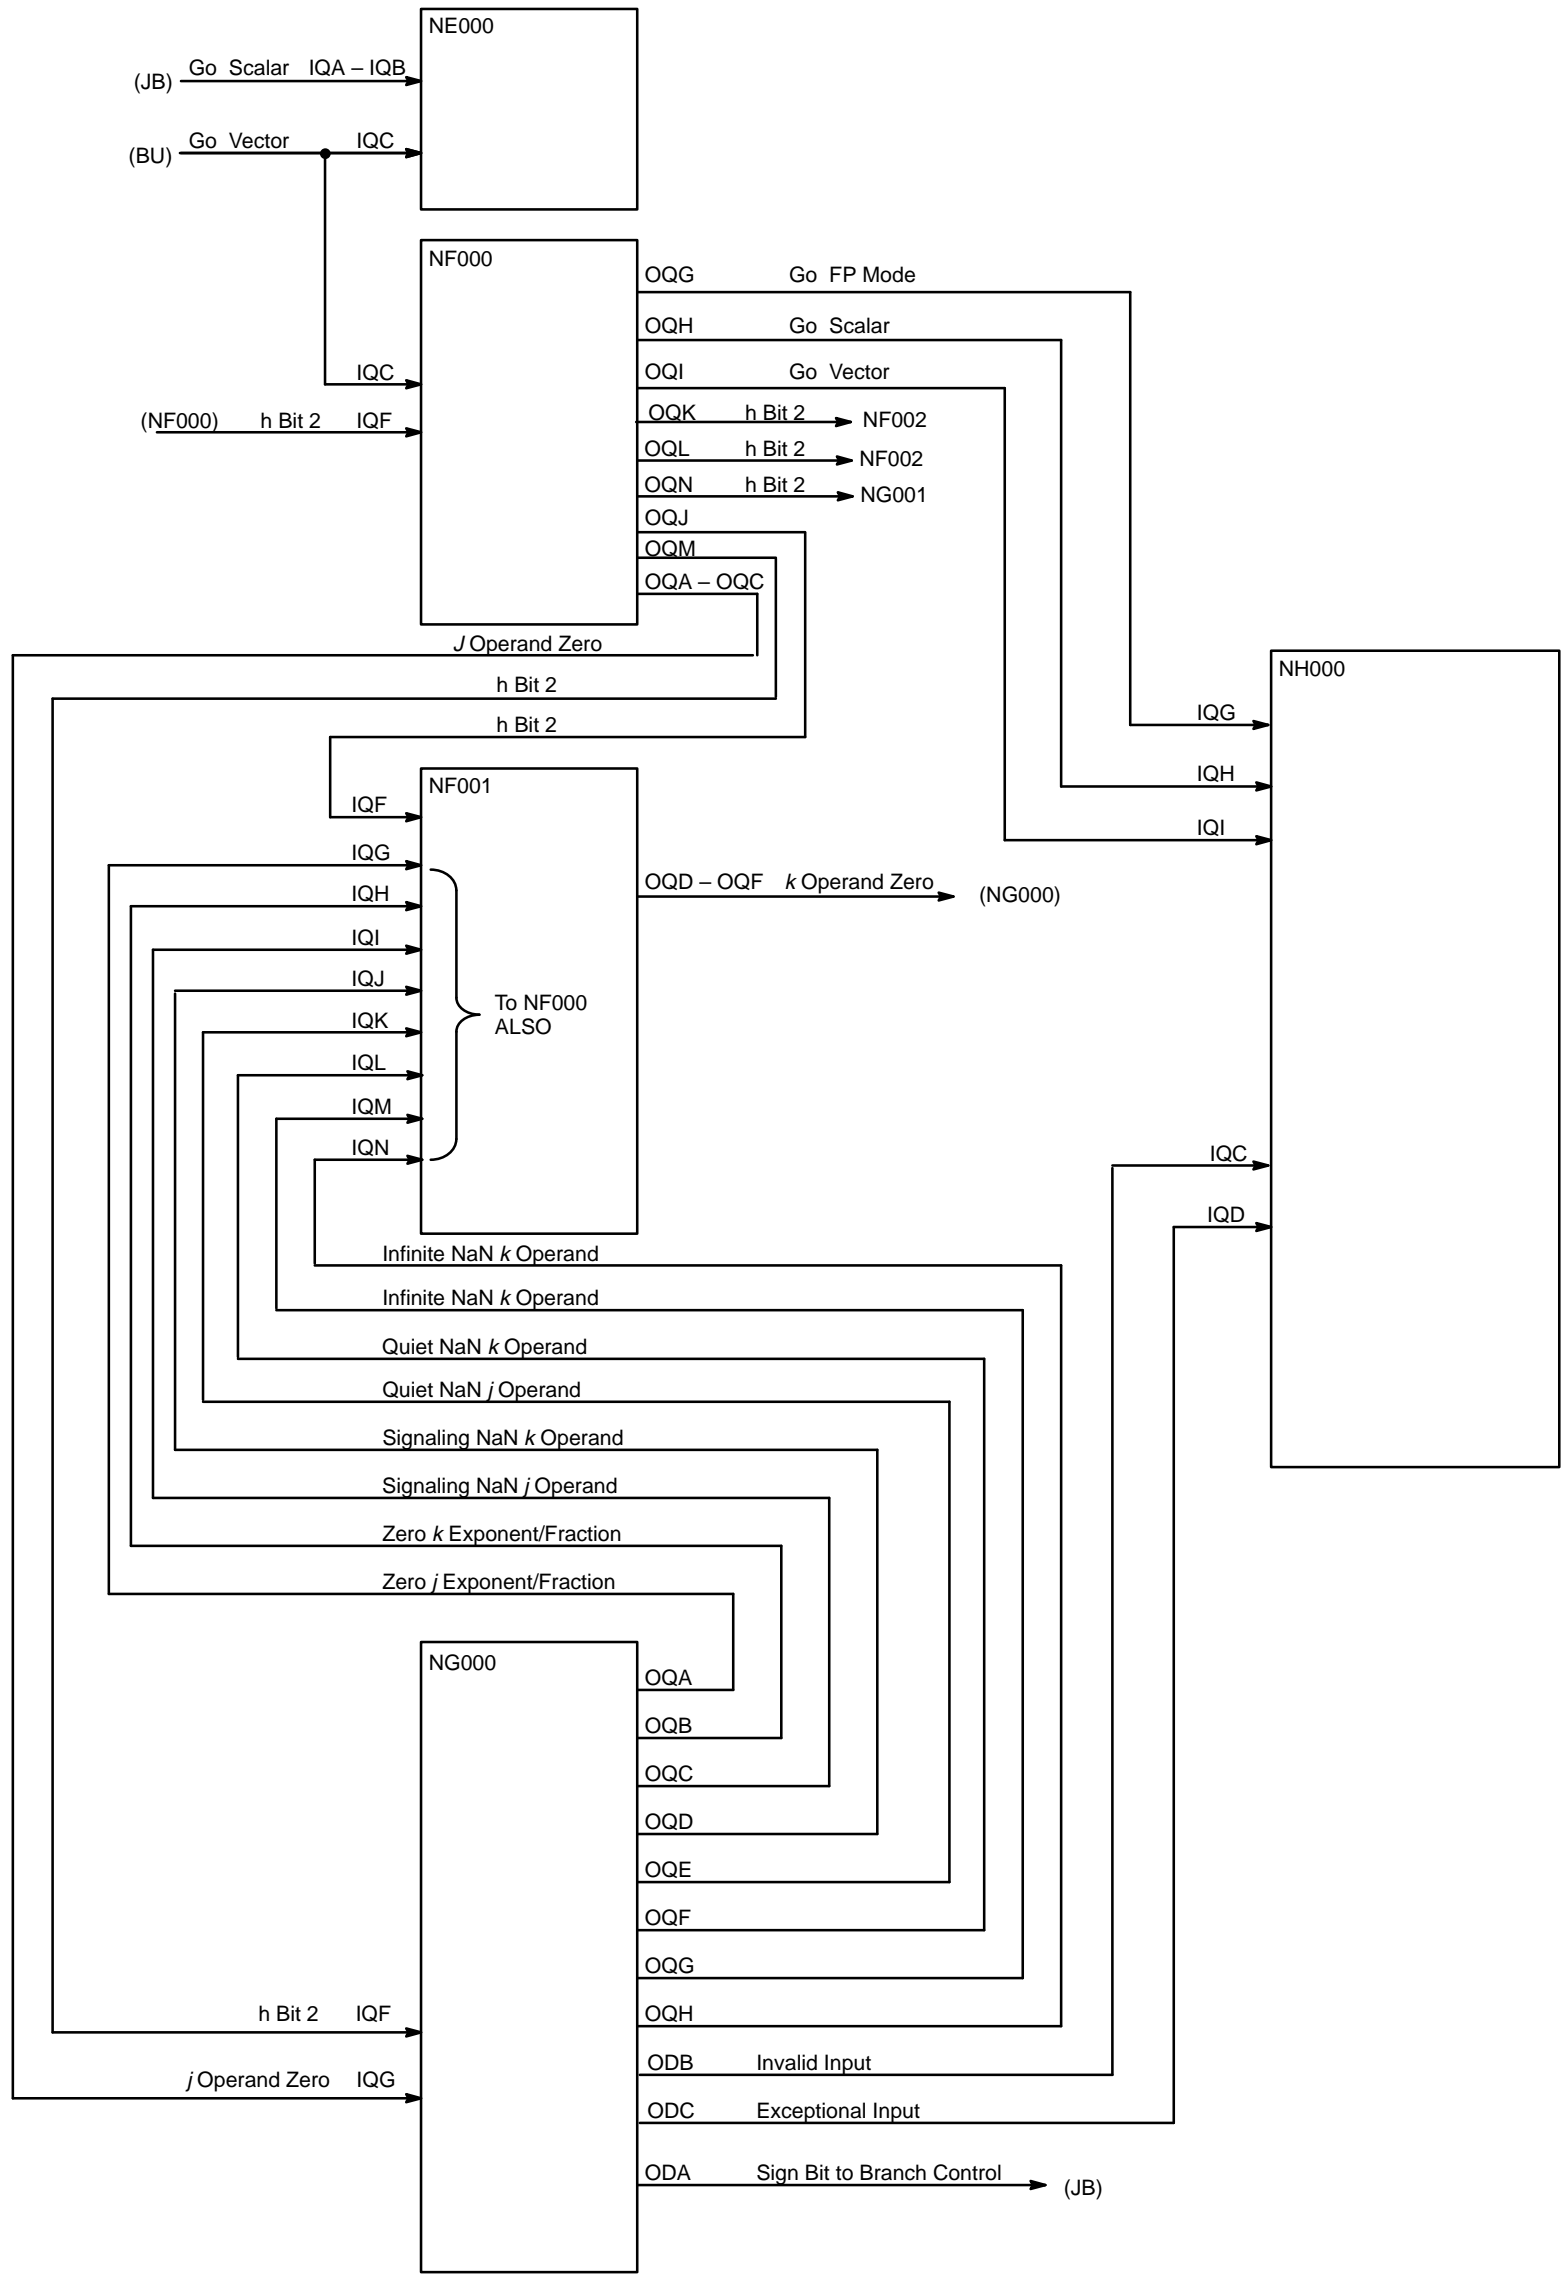 NE000
(JB) Go Scalar IQA – IQB
(BU) Go Vector IQC
NF000
OQG Go FP Mode
OQH Go Scalar
OQI Go Vector
IQC
(NF000) h Bit 2 IQF
OQK h Bit 2 NF002
OQL h Bit 2 NF002
OQN h Bit 2 NG001
OQJ
OQM
OQA – OQC
J Operand Zero
h Bit 2
h Bit 2
NH000
IQG
IQH
IQI
IQC
IQD
NF001
IQF
IQG
IQH
IQI
IQJ
IQK
IQL
IQM
IQN
To NF000
ALSO
OQD – OQF k Operand Zero (NG000)
Infinite NaN k Operand
Infinite NaN k Operand
Quiet NaN k Operand
Quiet NaN j Operand
Signaling NaN k Operand
Signaling NaN j Operand
Zero k Exponent/Fraction
Zero j Exponent/Fraction
NG000
OQA
OQB
OQC
OQD
OQE
OQF
OQG
OQH
h Bit 2 IQF
j Operand Zero IQG
ODB Invalid Input
ODC Exceptional Input
ODA Sign Bit to Branch Control (JB)